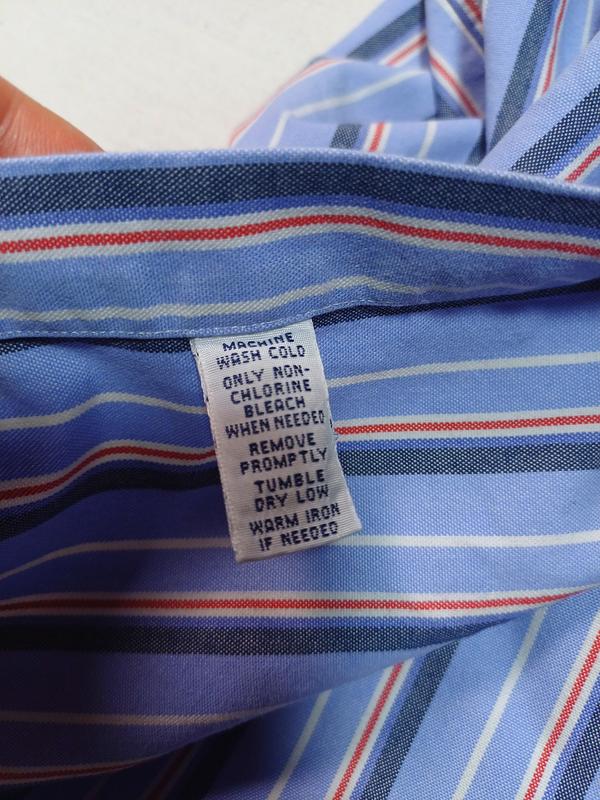 MACHINE
WASH COLD
ONLY NON-
CHLORINE
BLEACH
WHEN NEEDED
REMOVE
PROMPTLY
TUMBLE
DRY LOW
WARM IRON
IF NEEDED